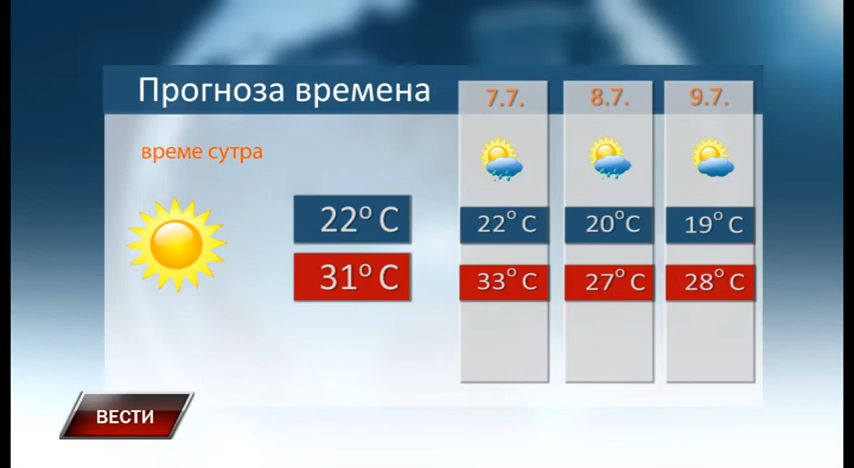 Прогноза времена
време сутра
22° C
31° C
7.7.
22° C
33° C
8.7.
20°C
27° C
9.7.
19° C
28° C
ВЕСТИ